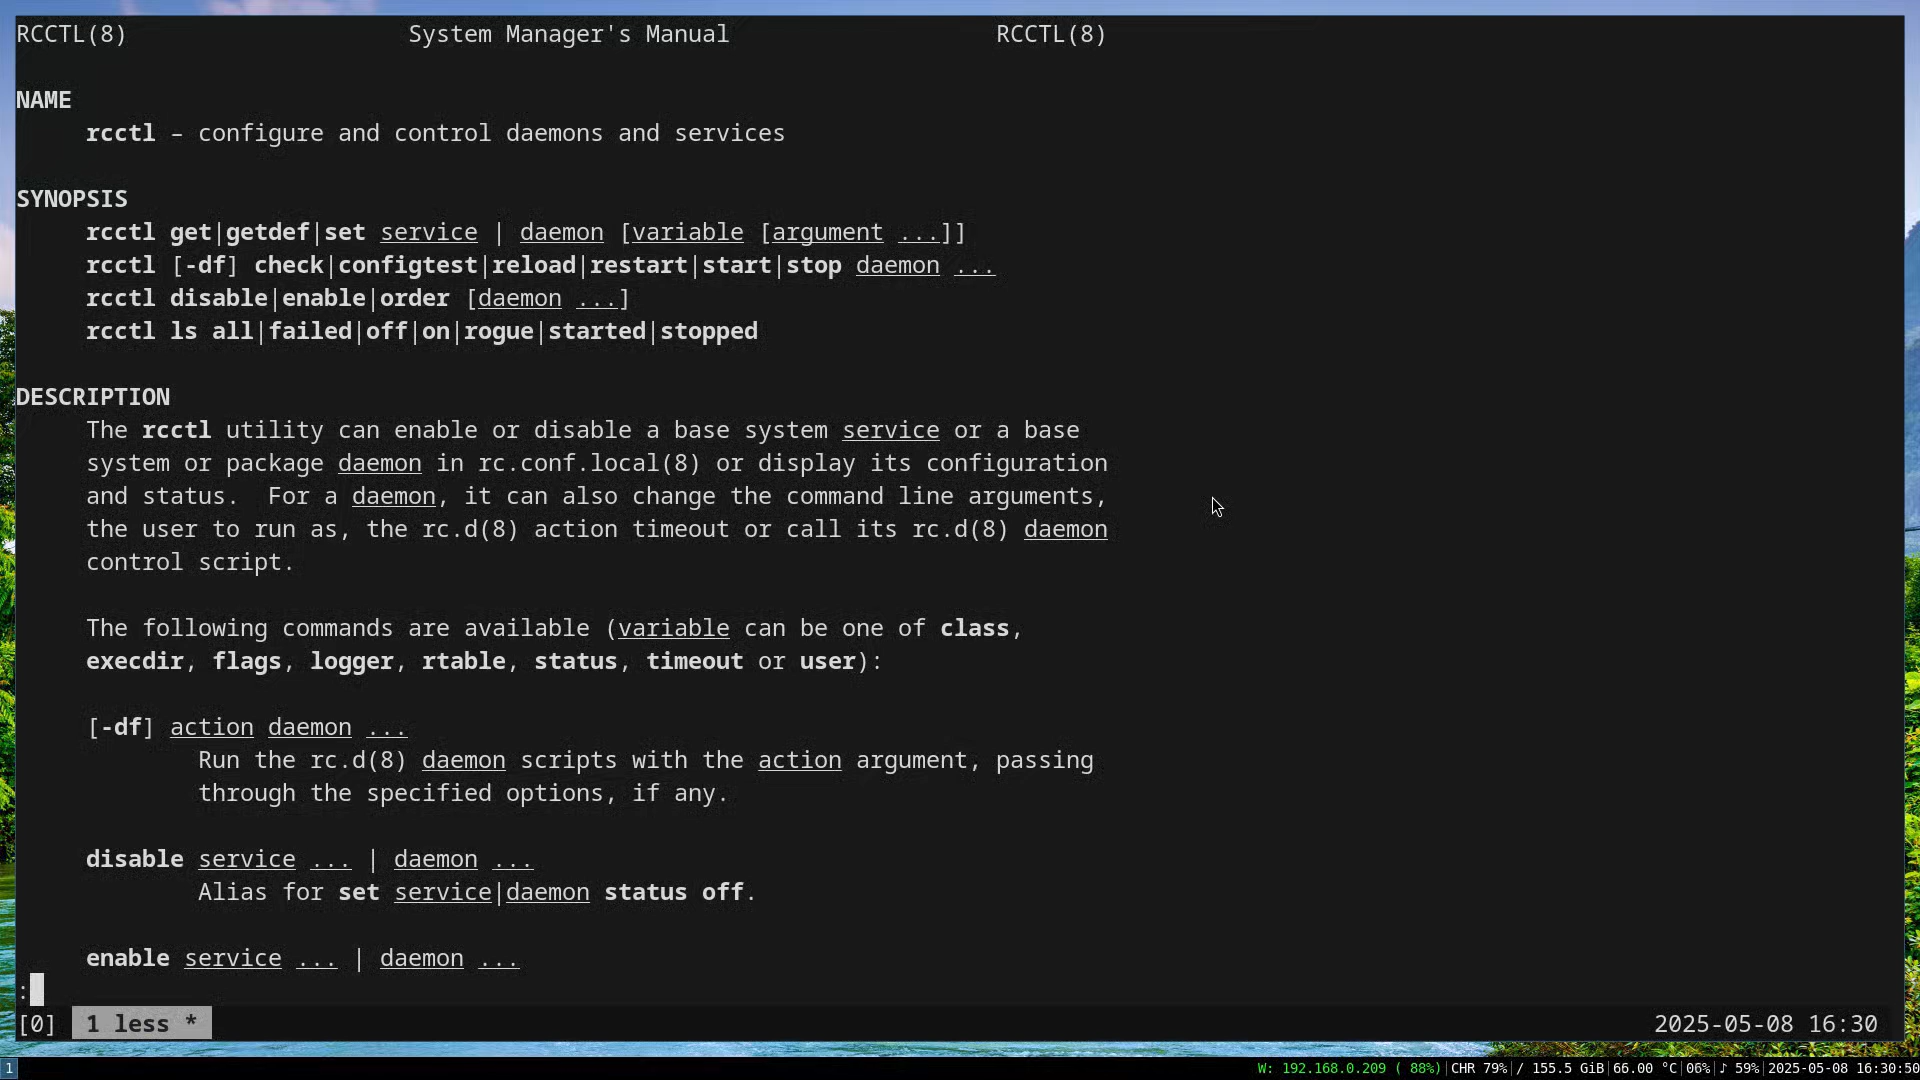 RCCTL(8) System Manager's Manual RCCTL(8)
NAME
rcctl – configure and control daemons and services
SYNOPSIS
rcctl get|getdef|set service | daemon [variable [argument ...]]
rcctl [-df] check|configtest|reload|restart|start|stop daemon ...
rcctl disable|enable|order [daemon ...]
rcctl ls all|failed|off|on|rogue|started|stopped
DESCRIPTION
The rcctl utility can enable or disable a base system service or a base
system or package daemon in rc.conf.local(8) or display its configuration
and status.  For a daemon, it can also change the command line arguments,
the user to run as, the rc.d(8) action timeout or call its rc.d(8) daemon
control script.
The following commands are available (variable can be one of class,
execdir, flags, logger, rtable, status, timeout or user):
[-df] action daemon ...
Run the rc.d(8) daemon scripts with the action argument, passing
through the specified options, if any.
disable service ... | daemon ...
Alias for set service|daemon status off.
enable service ... | daemon ...
:
[0] 1 less * 2025-05-08 16:30
1 W: 192.168.0.209 ( 88%)|CHR 79%|/ 155.5 GiB|66.00 °C|06%|♪ 59%|2025-05-08 16:30:50